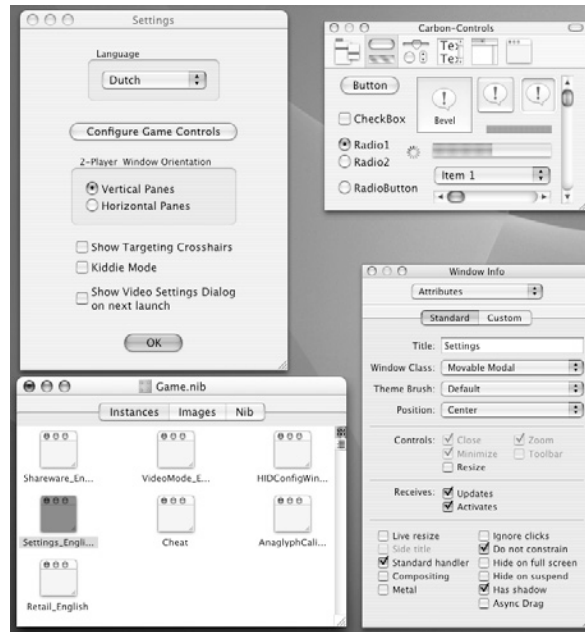 Settings
Language
Dutch
Configure Game Controls
2-Player Window Orientation
Vertical Panes
Horizontal Panes
Show Targeting Crosshairs
Kiddie Mode
Show Video Settings Dialog
on next launch
OK
Carbon-Controls
Tex
Tex
Button
CheckBox
Radio1
Radio2
RadioButton
Bevel
Item 1
Game.nib
Instances Images Nib
Shareware_En... VideoMode_E... HIDConfigWin...
Settings_Engli... Cheat AnaglyphCali...
Retail_English
Window Info
Attributes
Standard Custom
Title: Settings
Window Class: Movable Modal
Theme Brush: Default
Position: Center
Controls: Close Zoom
Minimize Toolbar
Resize
Receives: Updates
Activates
Live resize Ignore clicks
Side title Do not constrain
Standard handler Hide on full screen
Compositing Hide on suspend
Metal Has shadow
Async Drag